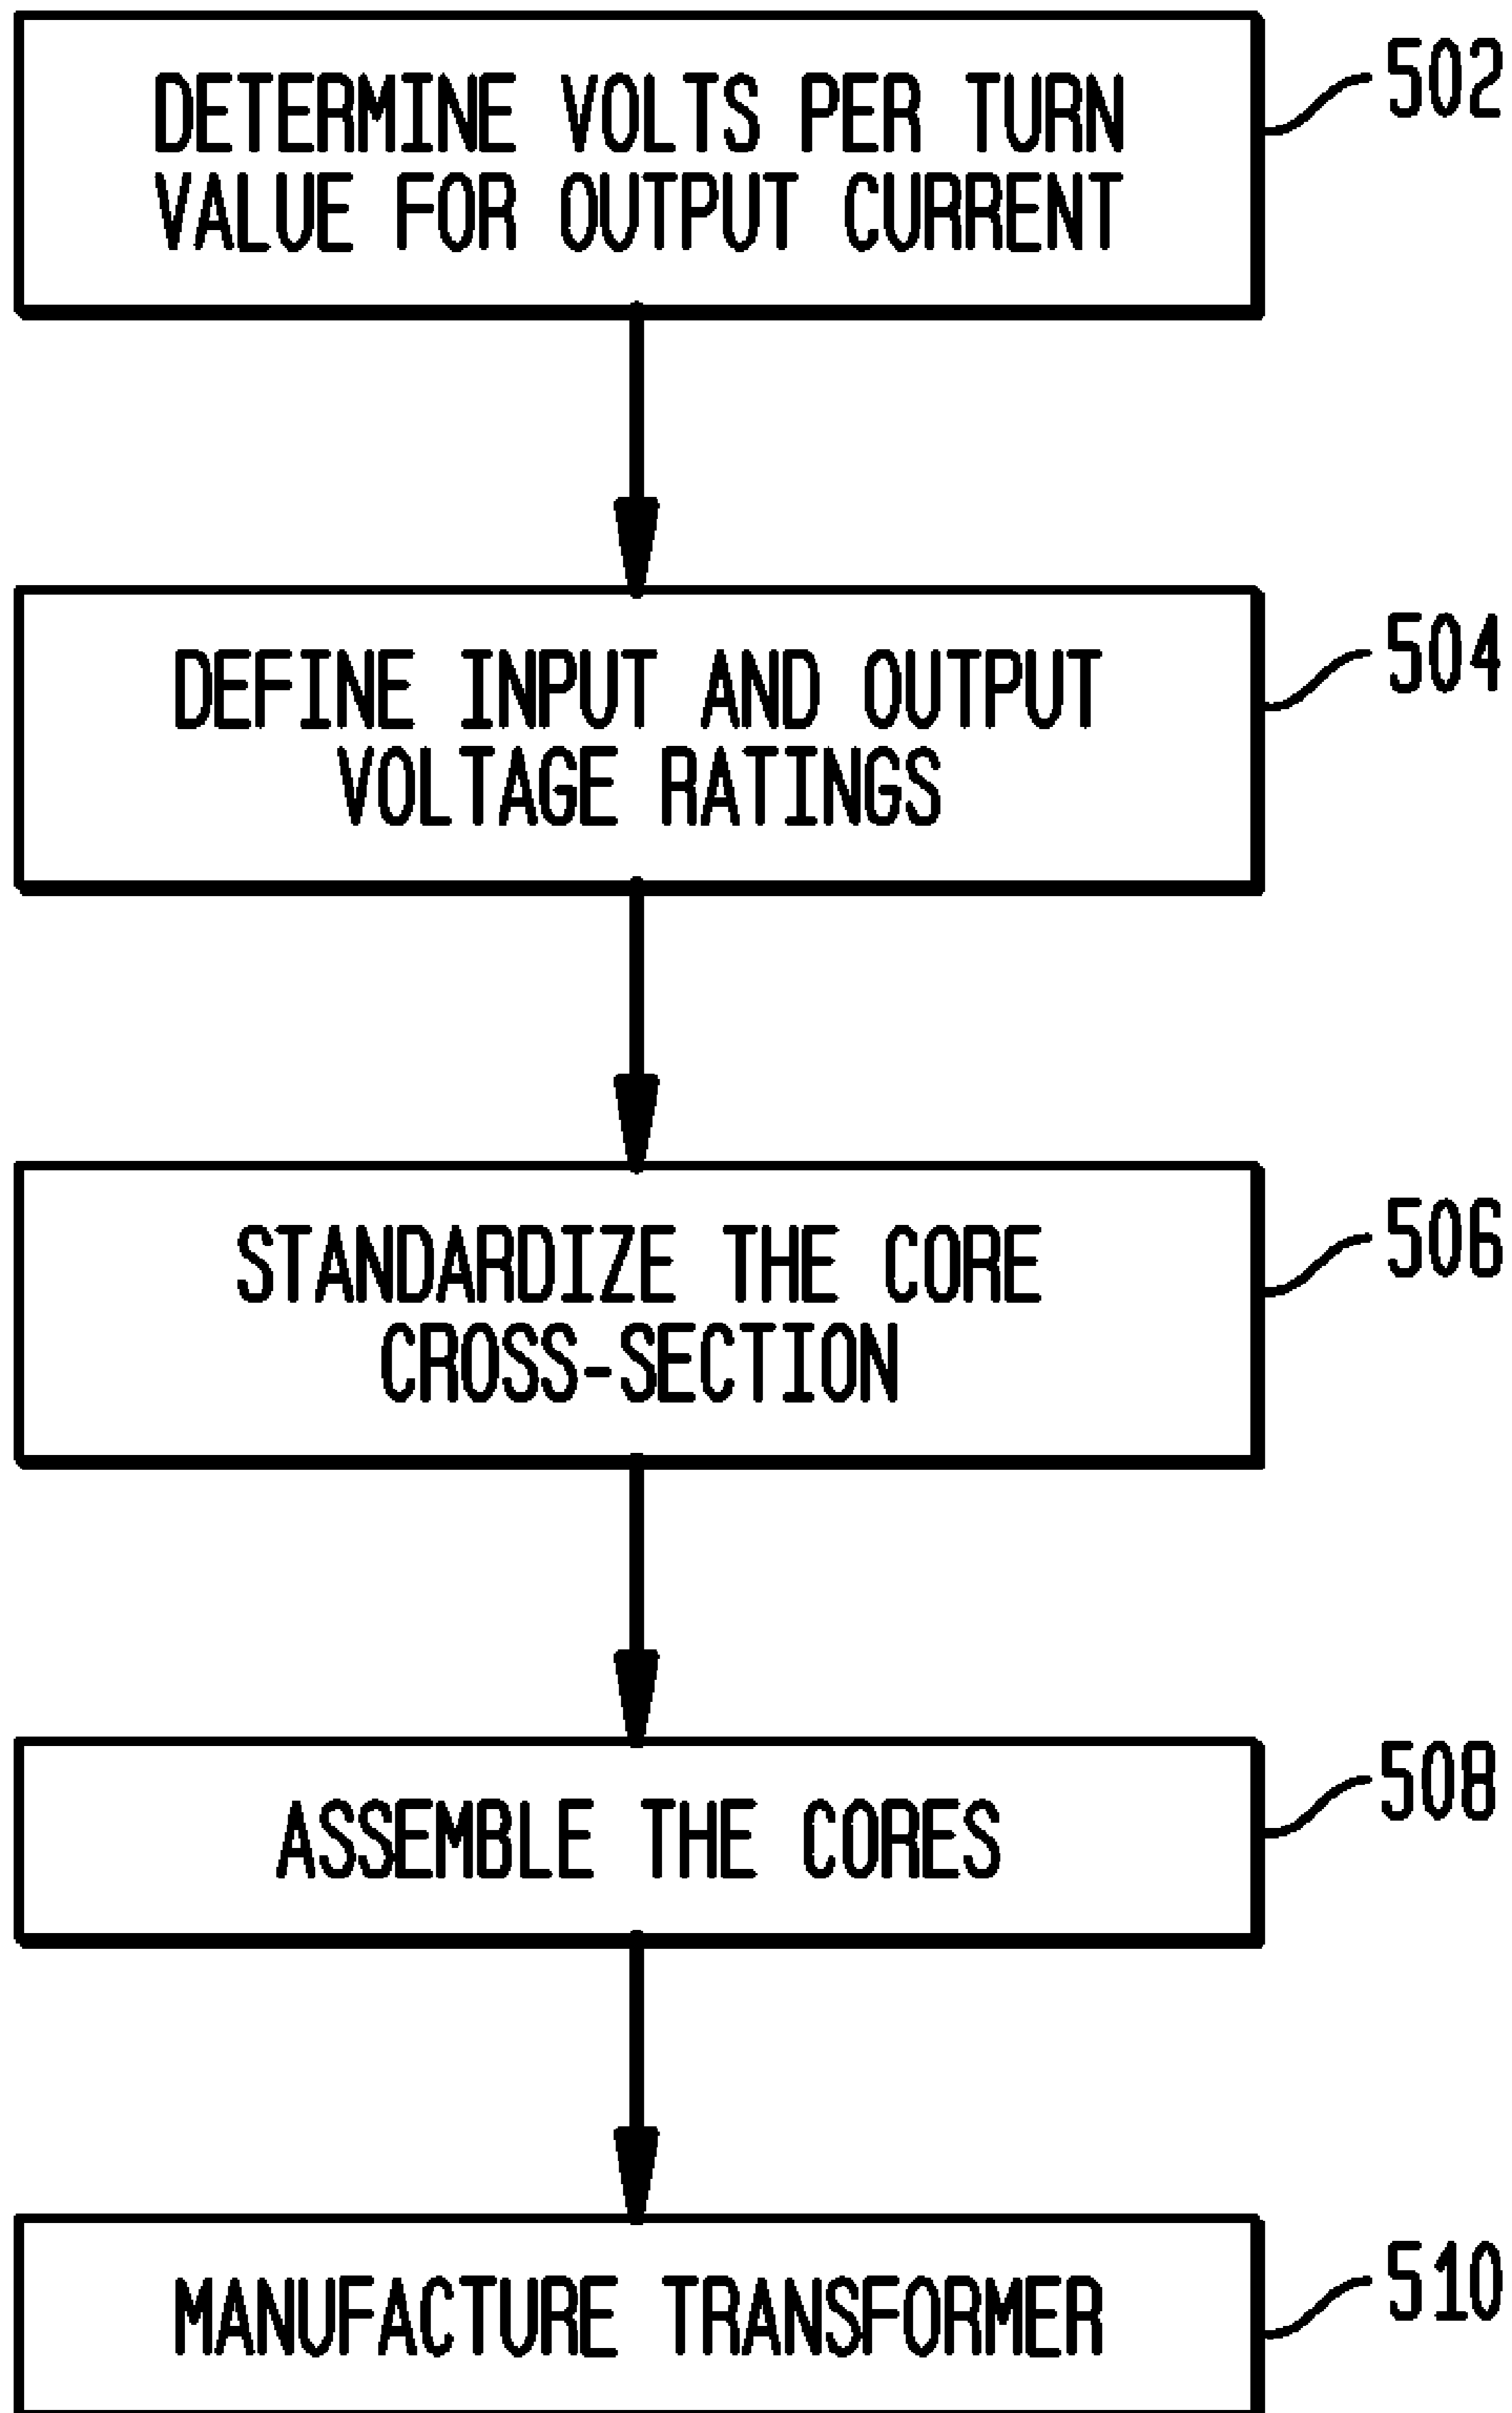 DETERMINE VOLTS PER TURN
VALUE FOR OUTPUT CURRENT
502
DEFINE INPUT AND OUTPUT
VOLTAGE RATINGS
504
STANDARDIZE THE CORE
CROSS-SECTION
506
ASSEMBLE THE CORES
508
MANUFACTURE TRANSFORMER
510